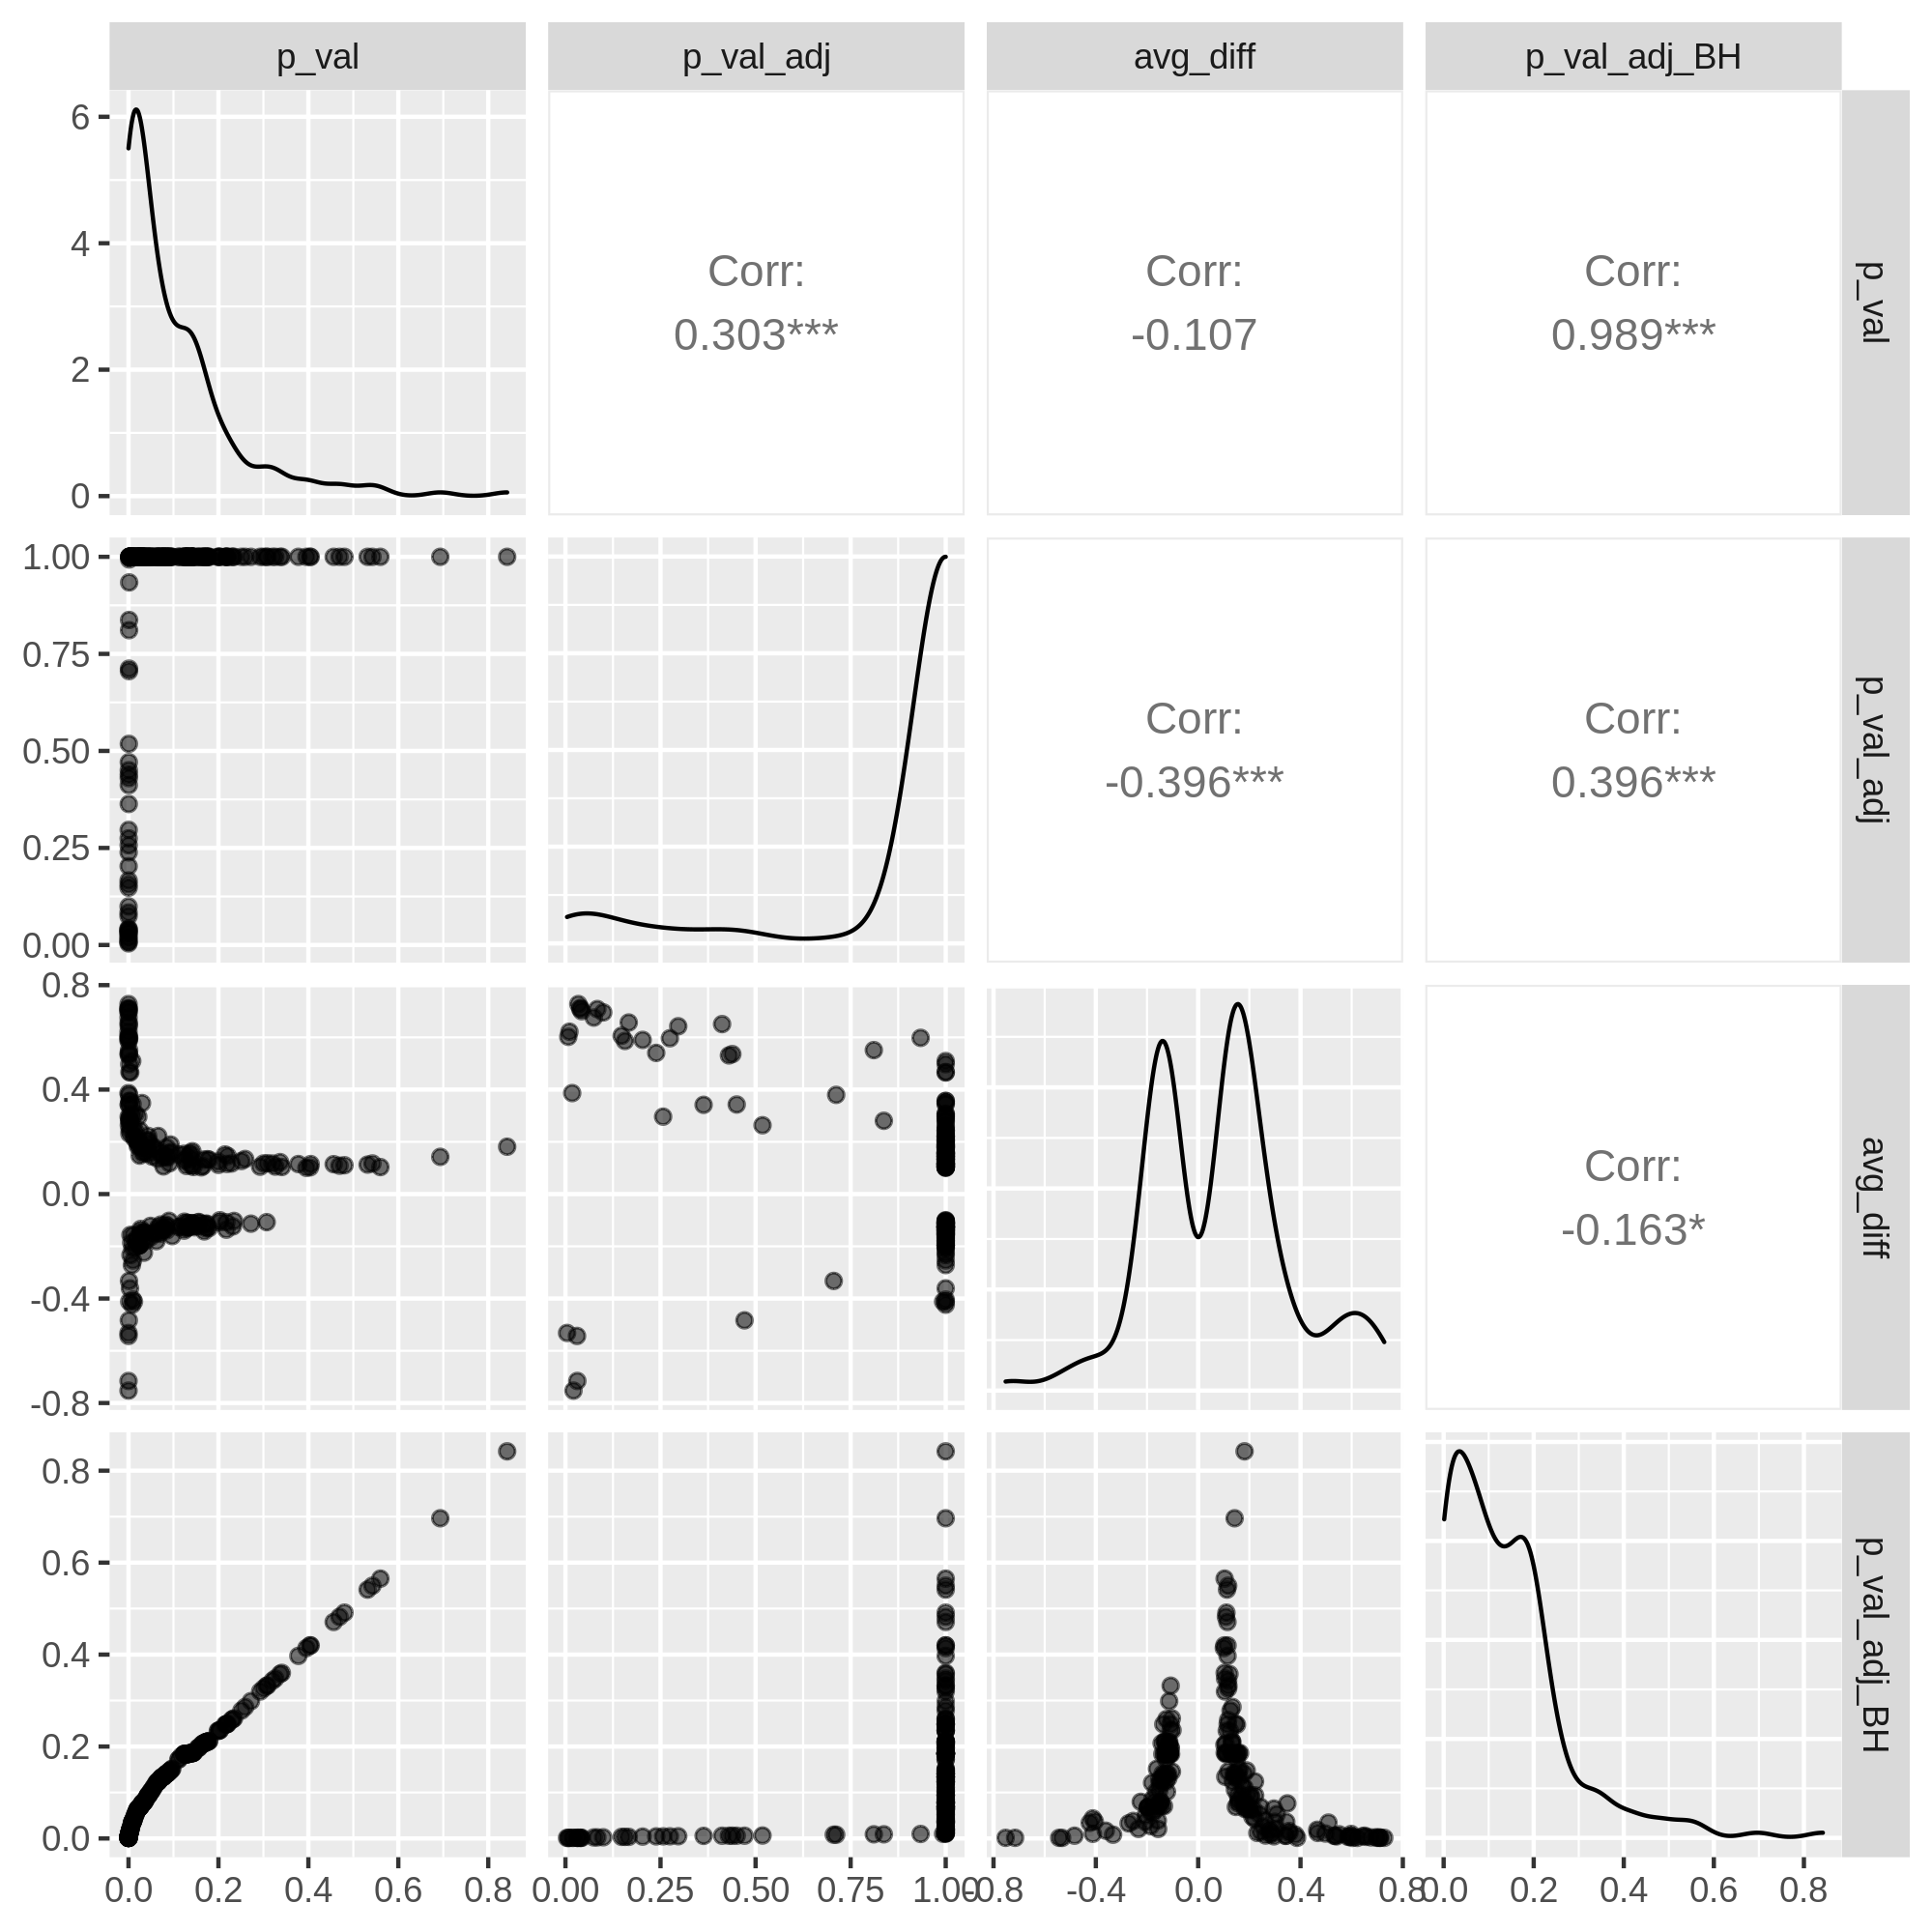 p_val
p_val_adj
avg_diff
p_val_adj_BH
6
4
2
0
Corr:
0.303***
Corr:
-0.107
Corr:
0.989***
p_val
1.00
0.75
0.50
0.25
0.00
Corr:
-0.396***
Corr:
0.396***
p_val_adj
0.8
0.4
0.0
-0.4
-0.8
Corr:
-0.163*
avg_diff
0.8
0.6
0.4
0.2
0.0
p_val_adj_BH
0.0 0.2 0.4 0.6 0.8
0.00 0.25 0.50 0.75 1.00
-0.8 -0.4 0.0 0.4 0.8
0.0 0.2 0.4 0.6 0.8